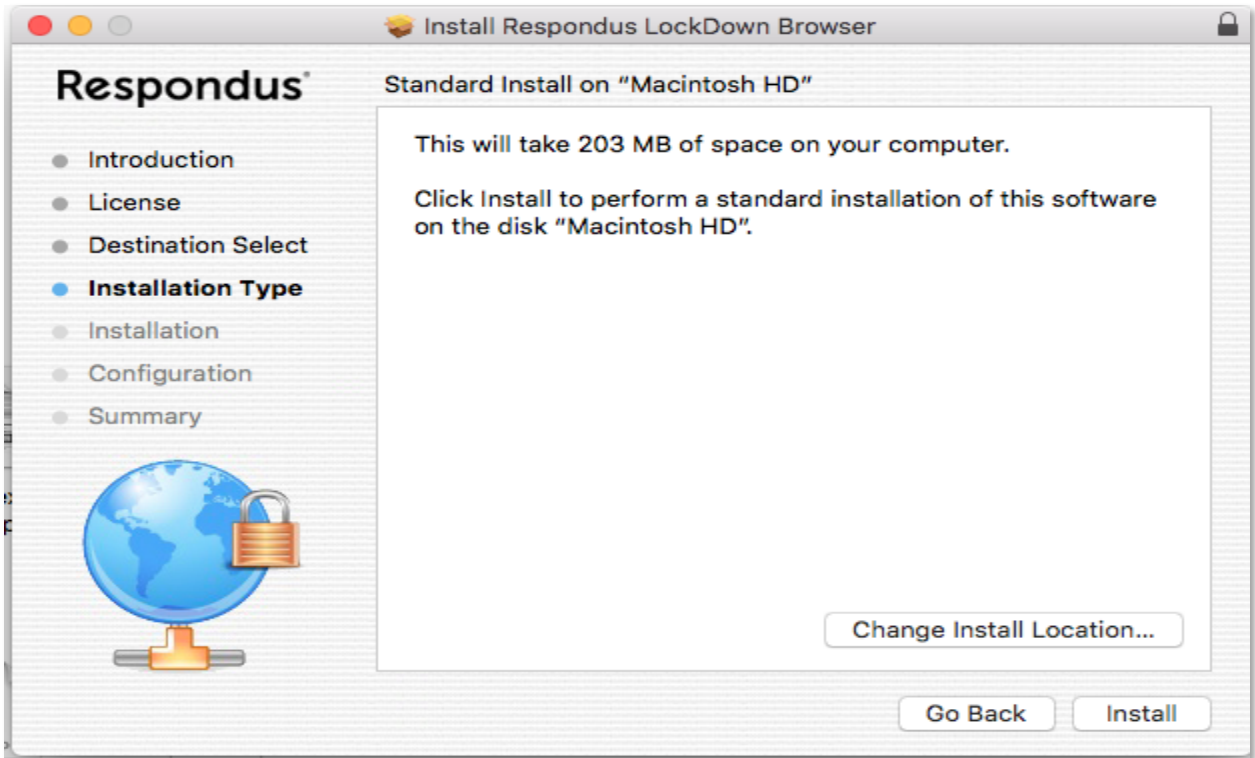 Install Respondus LockDown Browser
Respondus
Standard Install on “Macintosh HD”
Introduction
License
Destination Select
Installation Type
Installation
Configuration
Summary
This will take 203 MB of space on your computer.
Click Install to perform a standard installation of this software
on the disk “Macintosh HD”.
Change Install Location...
Go Back
Install